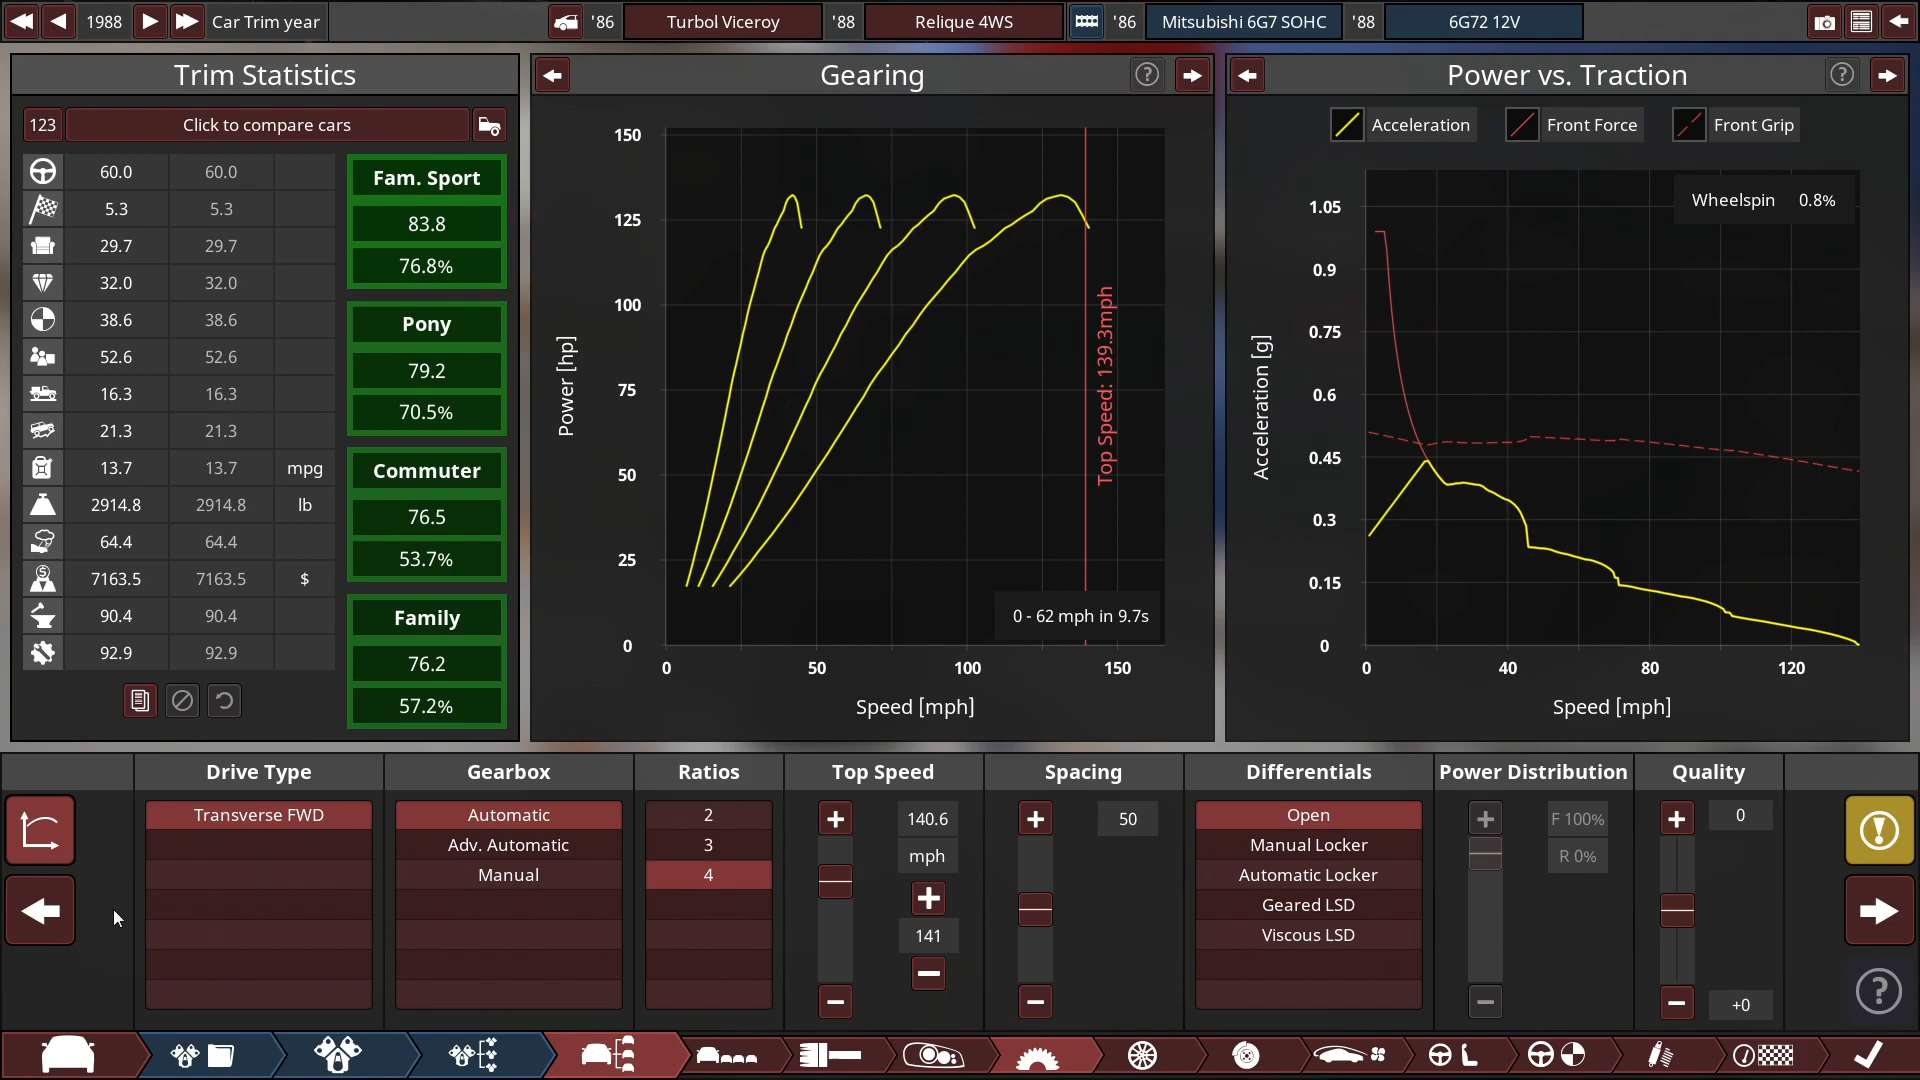 1988 Car Trim year '86 Turbol Viceroy '88 Relique 4WS '86 Mitsubishi 6G7 SOHC '88 6G72 12V
Trim Statistics
123 Click to compare cars
60.0 60.0
5.3 5.3
29.7 29.7
32.0 32.0
38.6 38.6
52.6 52.6
16.3 16.3
21.3 21.3
13.7 13.7 mpg
2914.8 2914.8 lb
64.4 64.4
7163.5 7163.5 $
90.4 90.4
92.9 92.9
Fam. Sport
83.8
76.8%
Pony
79.2
70.5%
Commuter
76.5
53.7%
Family
76.2
57.2%
Gearing
?
150
125
100
75
50
25
0
Power [hp]
Top Speed: 139.3mph
0 - 62 mph in 9.7s
0 50 100 150
Speed [mph]
Power vs. Traction
?
Acceleration Front Force Front Grip
Wheelspin 0.8%
1.05
0.9
0.75
0.6
0.45
0.3
0.15
0
Acceleration [g]
0 40 80 120
Speed [mph]
Drive Type
Transverse FWD
Gearbox
Automatic
Adv. Automatic
Manual
Ratios
2
3
4
Top Speed
140.6
mph
141
Spacing
50
Differentials
Open
Manual Locker
Automatic Locker
Geared LSD
Viscous LSD
Power Distribution
F 100%
R 0%
Quality
0
+0
?